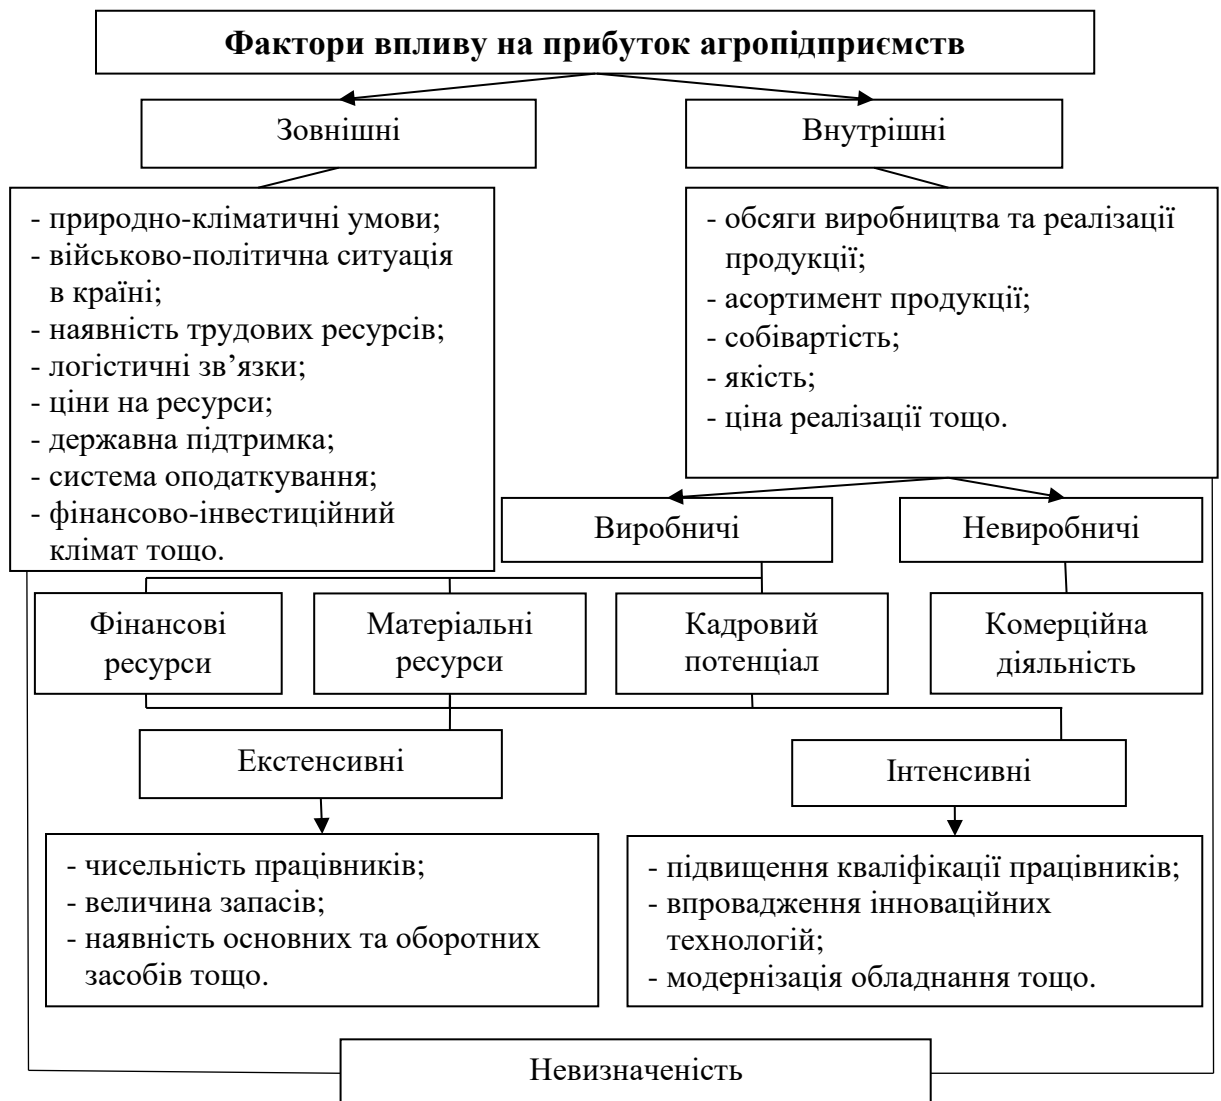 Фактори впливу на прибуток агропідприємств
Зовнішні
Внутрішні
- природно-кліматичні умови;
- військово-політична ситуація
в країні;
- наявність трудових ресурсів;
- логістичні зв’язки;
- ціни на ресурси;
- державна підтримка;
- система оподаткування;
- фінансово-інвестиційний
клімат тощо.
- обсяги виробництва та реалізації
продукції;
- асортимент продукції;
- собівартість;
- якість;
- ціна реалізації тощо.
Виробничі
Невиробничі
Фінансові
ресурси
Матеріальні
ресурси
Кадровий
потенціал
Комерційна
діяльність
Екстенсивні
Інтенсивні
- чисельність працівників;
- величина запасів;
- наявність основних та оборотних
засобів тощо.
- підвищення кваліфікації працівників;
- впровадження інноваційних
технологій;
- модернізація обладнання тощо.
Невизначеність